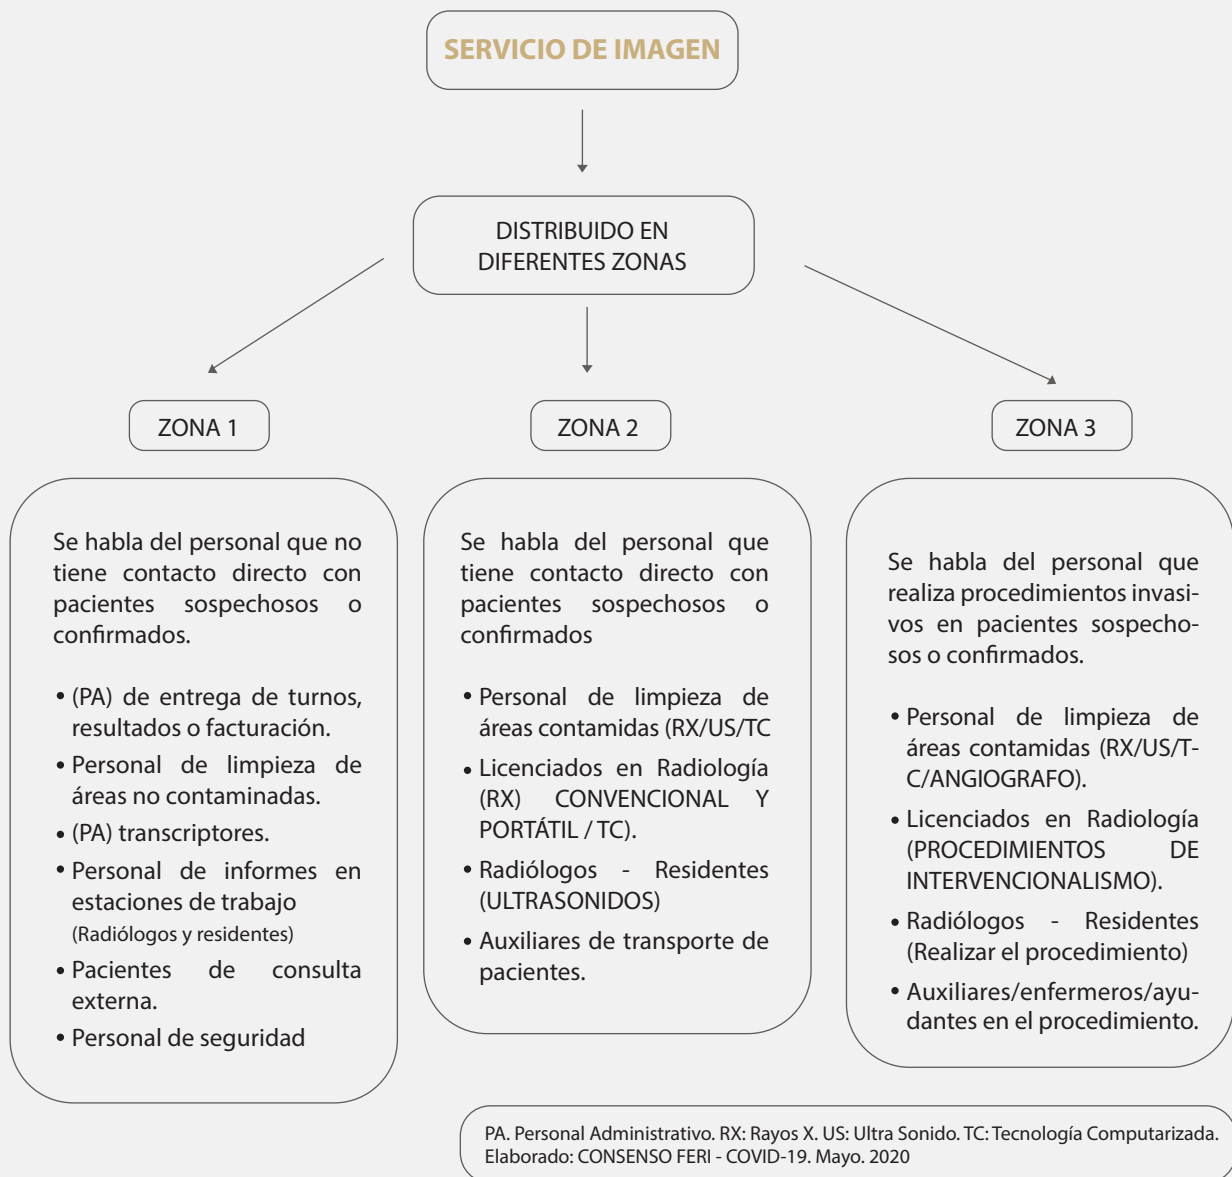 SERVICIO DE IMAGEN
DISTRIBUIDO EN
DIFERENTES ZONAS
ZONA 1
Se habla del personal que no
tiene contacto directo con
pacientes sospechosos o
confirmados.
• (PA) de entrega de turnos,
resultados o facturación.
• Personal de limpieza de
áreas no contaminadas.
• (PA) transcriptores.
• Personal de informes en
estaciones de trabajo
(Radiólogos y residentes)
• Pacientes de consulta
externa.
• Personal de seguridad
ZONA 2
Se habla del personal que
tiene contacto directo con
pacientes sospechosos o
confirmados
• Personal de limpieza de
áreas contamidas (RX/US/TC
• Licenciados en Radiología
(RX) CONVENCIONAL Y
PORTÁTIL / TC).
• Radiólogos - Residentes
(ULTRASONIDOS)
• Auxiliares de transporte de
pacientes.
ZONA 3
Se habla del personal que
realiza procedimientos invasi-
vos en pacientes sospecho-
sos o confirmados.
• Personal de limpieza de
áreas contamidas (RX/US/T-
C/ANGIOGRAFO).
• Licenciados en Radiología
(PROCEDIMIENTOS DE
INTERVENCIONALISMO).
• Radiólogos - Residentes
(Realizar el procedimiento)
• Auxiliares/enfermeros/ayu-
dantes en el procedimiento.
PA. Personal Administrativo. RX: Rayos X. US: Ultra Sonido. TC: Tecnología Computarizada.
Elaborado: CONSENSO FERI - COVID-19. Mayo. 2020